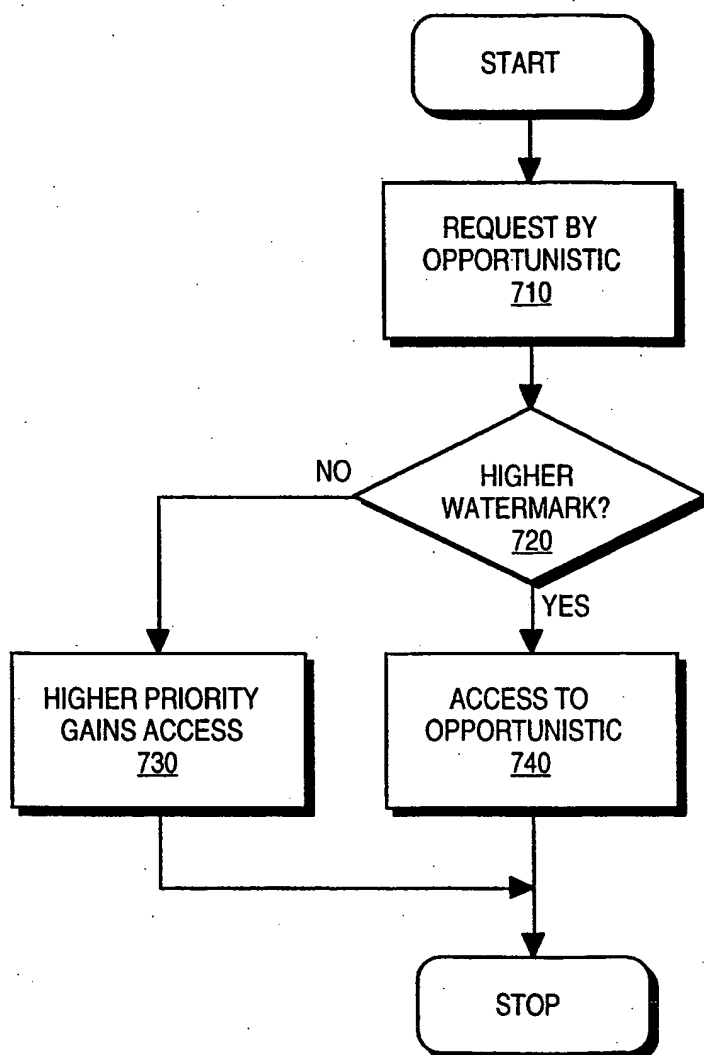 START
REQUEST BY
OPPORTUNISTIC
710
NO
HIGHER
WATERMARK?
720
YES
HIGHER PRIORITY
GAINS ACCESS
730
ACCESS TO
OPPORTUNISTIC
740
STOP